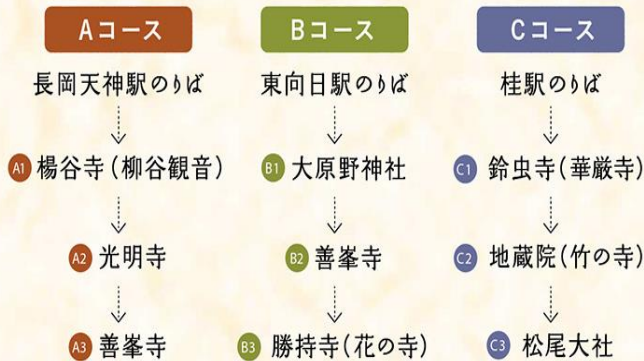 Aコース
長岡天神駅のりば
A1 楊谷寺(柳谷観音)
A2 光明寺
A3 善峯寺
Bコース
東向日駅のりば
B1 大原野神社
B2 善峯寺
B3 勝持寺(花の寺)
Cコース
桂駅のりば
C1 鈴虫寺(華厳寺)
C2 地蔵院(竹の寺)
C3 松尾大社